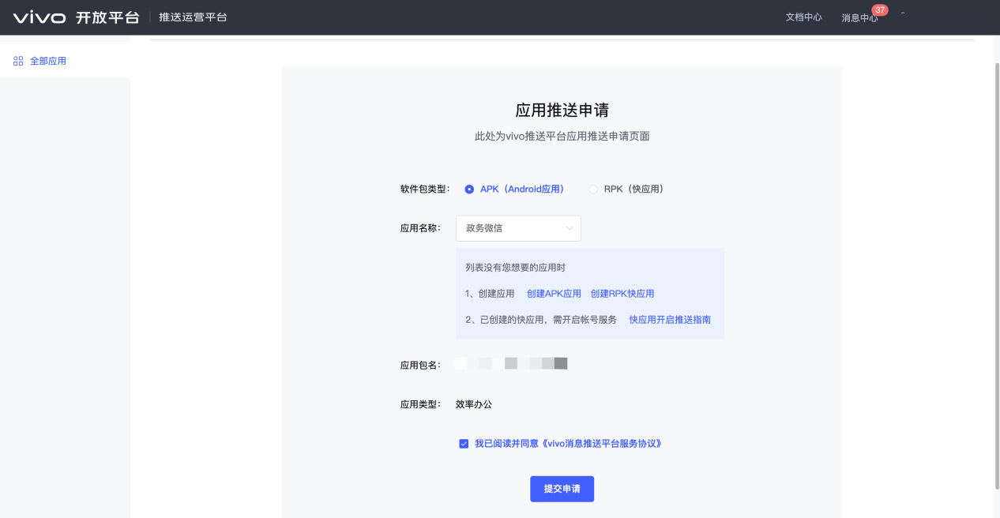 vivo 开放平台 推送运营平台 文档中心 消息中心 37
全部应用
应用推送申请
此处为vivo推送平台应用推送申请页面
软件包类型： APK（Android应用） RPK（快应用）
应用名称： 政务微信
列表没有您想要的应用时
1、创建应用 创建APK应用 创建RPK快应用
2、已创建的快应用，需开启帐号服务 快应用开启推送指南
应用包名：
应用类型： 效率办公
我已阅读并同意《vivo消息推送平台服务协议》
提交申请